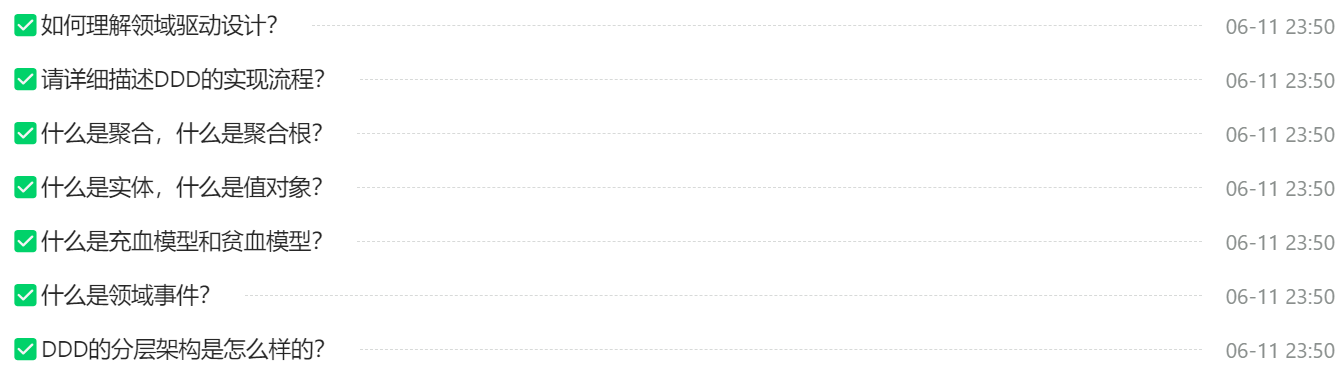 如何理解领域驱动设计？ 06-11 23:50
请详细描述DDD的实现流程？ 06-11 23:50
什么是聚合，什么是聚合根？ 06-11 23:50
什么是实体，什么是值对象？ 06-11 23:50
什么是充血模型和贫血模型？ 06-11 23:50
什么是领域事件？ 06-11 23:50
DDD的分层架构是怎么样的？ 06-11 23:50